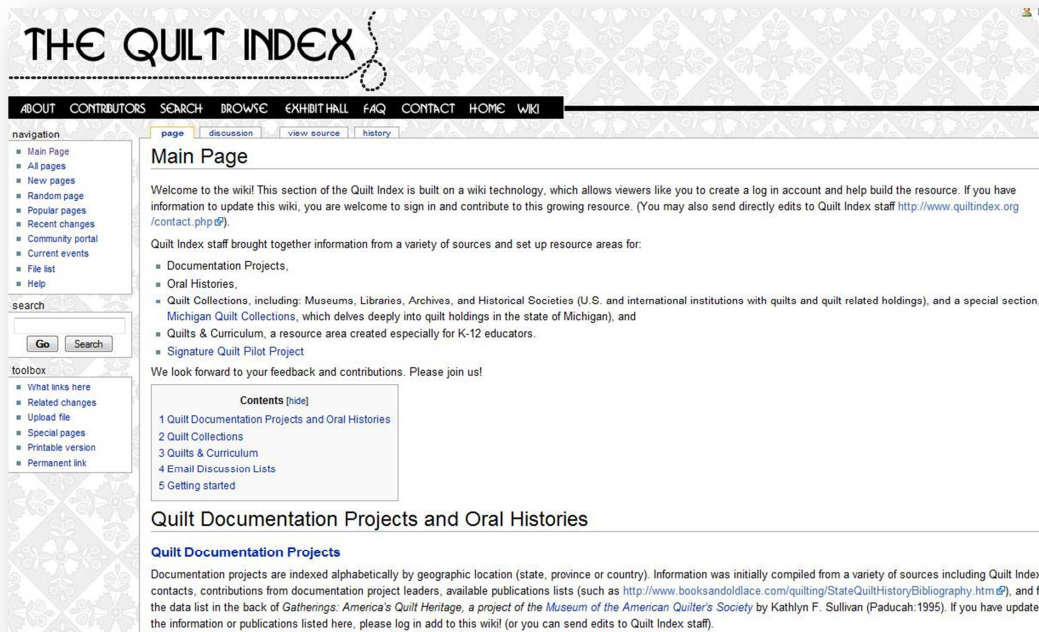 THE QUILT INDEX
ABOUT CONTRIBUTORS SEARCH BROWSE EXHIBIT HALL FAQ CONTACT HOME WIKI
navigation
Main Page
All pages
New pages
Random page
Popular pages
Recent changes
Community portal
Current events
File list
Help
search
Go Search
toolbox
What links here
Related changes
Upload file
Special pages
Printable version
Permanent link
page discussion view source history
Main Page
Welcome to the wiki! This section of the Quilt Index is built on a wiki technology, which allows viewers like you to create a log in account and help build the resource. If you have
information to update this wiki, you are welcome to sign in and contribute to this growing resource. (You may also send directly edits to Quilt Index staff http://www.quiltindex.org
/contact.php).
Quilt Index staff brought together information from a variety of sources and set up resource areas for:
Documentation Projects,
Oral Histories,
Quilt Collections, including: Museums, Libraries, Archives, and Historical Societies (U.S. and international institutions with quilts and quilt related holdings), and a special section,
Michigan Quilt Collections, which delves deeply into quilt holdings in the state of Michigan), and
Quilts & Curriculum, a resource area created especially for K-12 educators.
Signature Quilt Pilot Project
We look forward to your feedback and contributions. Please join us!
Contents [hide]
1 Quilt Documentation Projects and Oral Histories
2 Quilt Collections
3 Quilts & Curriculum
4 Email Discussion Lists
5 Getting started
Quilt Documentation Projects and Oral Histories
Quilt Documentation Projects
Documentation projects are indexed alphabetically by geographic location (state, province or country). Information was initially compiled from a variety of sources including Quilt Index
contacts, contributions from documentation project leaders, available publications lists (such as http://www.booksandoldlace.com/quilting/StateQuiltHistoryBibliography.htm), and
the data list in the back of Gatherings: America's Quilt Heritage, a project of the Museum of the American Quilter's Society by Kathlyn F. Sullivan (Paducah:1995). If you have update
the information or publications listed here, please log in add to this wiki! (or you can send edits to Quilt Index staff).